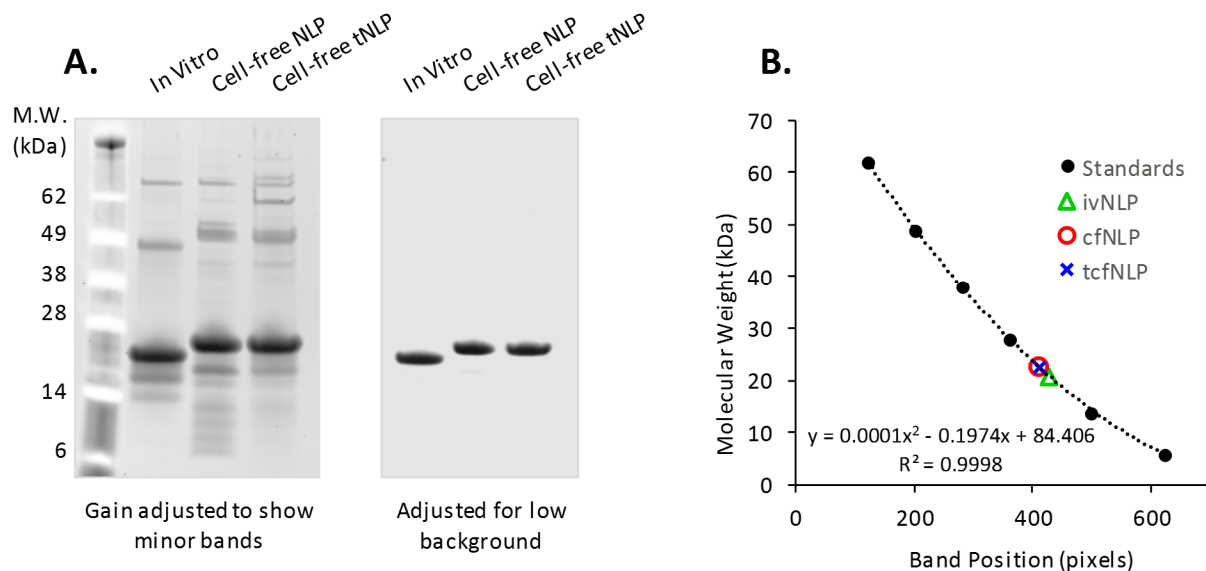 A.
In Vitro
Cell-free NLP
Cell-free tNLP
In Vitro
Cell-free NLP
Cell-free tNLP
M.W.
(kDa)
62
49
38
28
14
6
Gain adjusted to show
minor bands
Adjusted for low
background
B.
70
60
50
40
30
20
10
0
Molecular Weight (kDa)
Standards
ivNLP
cfNLP
tcfNLP
y = 0.0001x² - 0.1974x + 84.406
R² = 0.9998
0
200
400
600
Band Position (pixels)